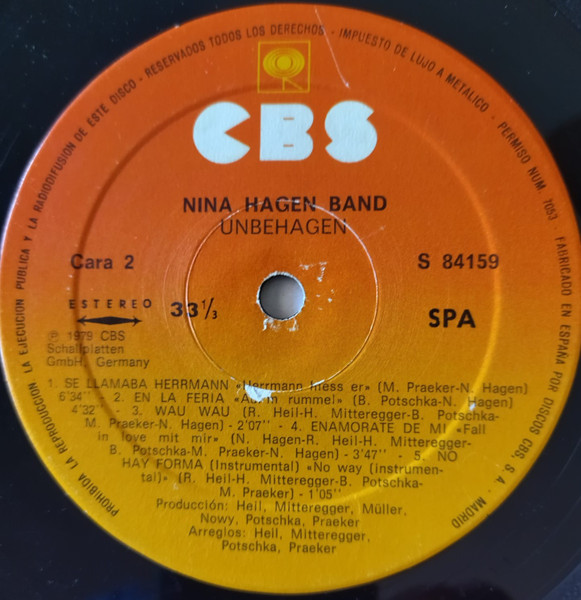 PROHIBIDA LA REPRODUCCION LA EJECUCION PUBLICA Y LA RADIODIFUSION DE ESTE DISCO - RESERVADOS TODOS LOS DERECHOS - IMPUESTO DE LUJO A METALICO - PERMISO NUM. 7053 - FABRICADO EN ESPAÑA POR DISCOS CBS, S. A. - MADRID
CBS
NINA HAGEN BAND
UNBEHAGEN
Cara 2
S 84159
ESTEREO
33 1/3
SPA
℗ 1979 CBS
Schallplatten
GmbH, Germany
1. SE LLAMABA HERRMANN «Herrmann hiess er» (M. Praeker-N. Hagen)
6'34" - 2. EN LA FERIA «Auf'm rummel» (B. Potschka-N. Hagen)
4'32" - 3. WAU WAU (R. Heil-H. Mitteregger-B. Potschka-
M. Praeker-N. Hagen) - 2'07" - 4. ENAMORATE DE MI «Fall
in love mit mir» (N. Hagen-R. Heil-H. Mitteregger-
B. Potschka-M. Praeker-N. Hagen) - 3'47" - 5. NO
HAY FORMA (Instrumental) «No way (instrumen-
tal)» (R. Heil-H. Mitteregger-B. Potschka-
M. Praeker) - 1'05"
Producción: Heil, Mitteregger, Müller,
Nowy, Potschka, Praeker
Arreglos: Heil, Mitteregger,
Potschka, Praeker